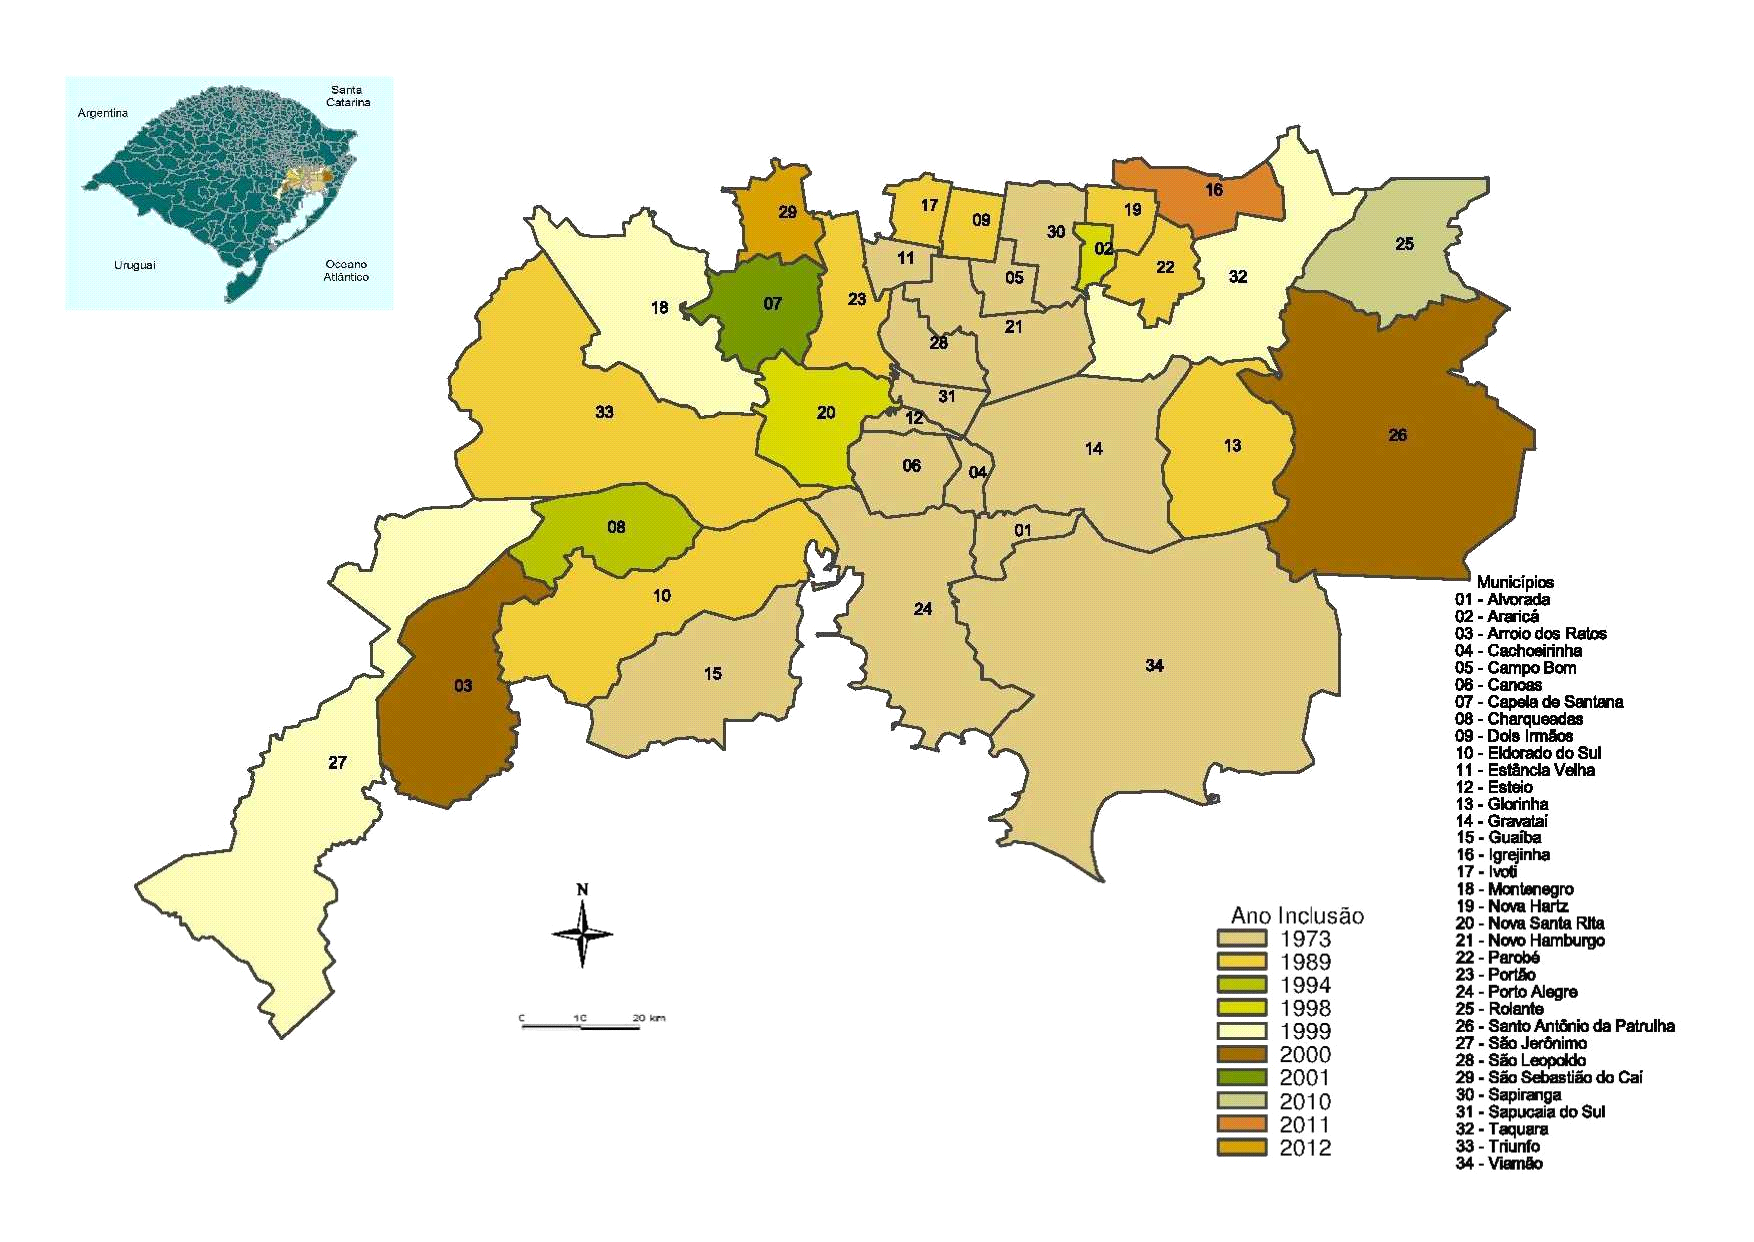 Santa
Catarina
Argentina
Uruguai
Oceano
Atlântico
16
29
17
09
19
30
02
25
11
22
05
32
18
07
23
21
28
31
33
20
12
26
13
14
06
04
08
01
10
24
34
15
03
27
Municípios
01 - Alvorada
02 - Araricá
03 - Arroio dos Ratos
04 - Cachoeirinha
05 - Campo Bom
06 - Canoas
07 - Capela de Santana
08 - Charqueadas
09 - Dois Irmãos
10 - Eldorado do Sul
11 - Estância Velha
12 - Esteio
13 - Glorinha
14 - Gravataí
15 - Guaíba
16 - Igrejinha
17 - Ivoti
18 - Montenegro
19 - Nova Hartz
20 - Nova Santa Rita
21 - Novo Hamburgo
22 - Parobé
23 - Portão
24 - Porto Alegre
25 - Rolante
26 - Santo Antônio da Patrulha
27 - São Jerônimo
28 - São Leopoldo
29 - São Sebastião do Caí
30 - Sapiranga
31 - Sapucaia do Sul
32 - Taquara
33 - Triunfo
34 - Viamão
N
0 10 20 km
Ano Inclusão
1973
1989
1994
1998
1999
2000
2001
2010
2011
2012